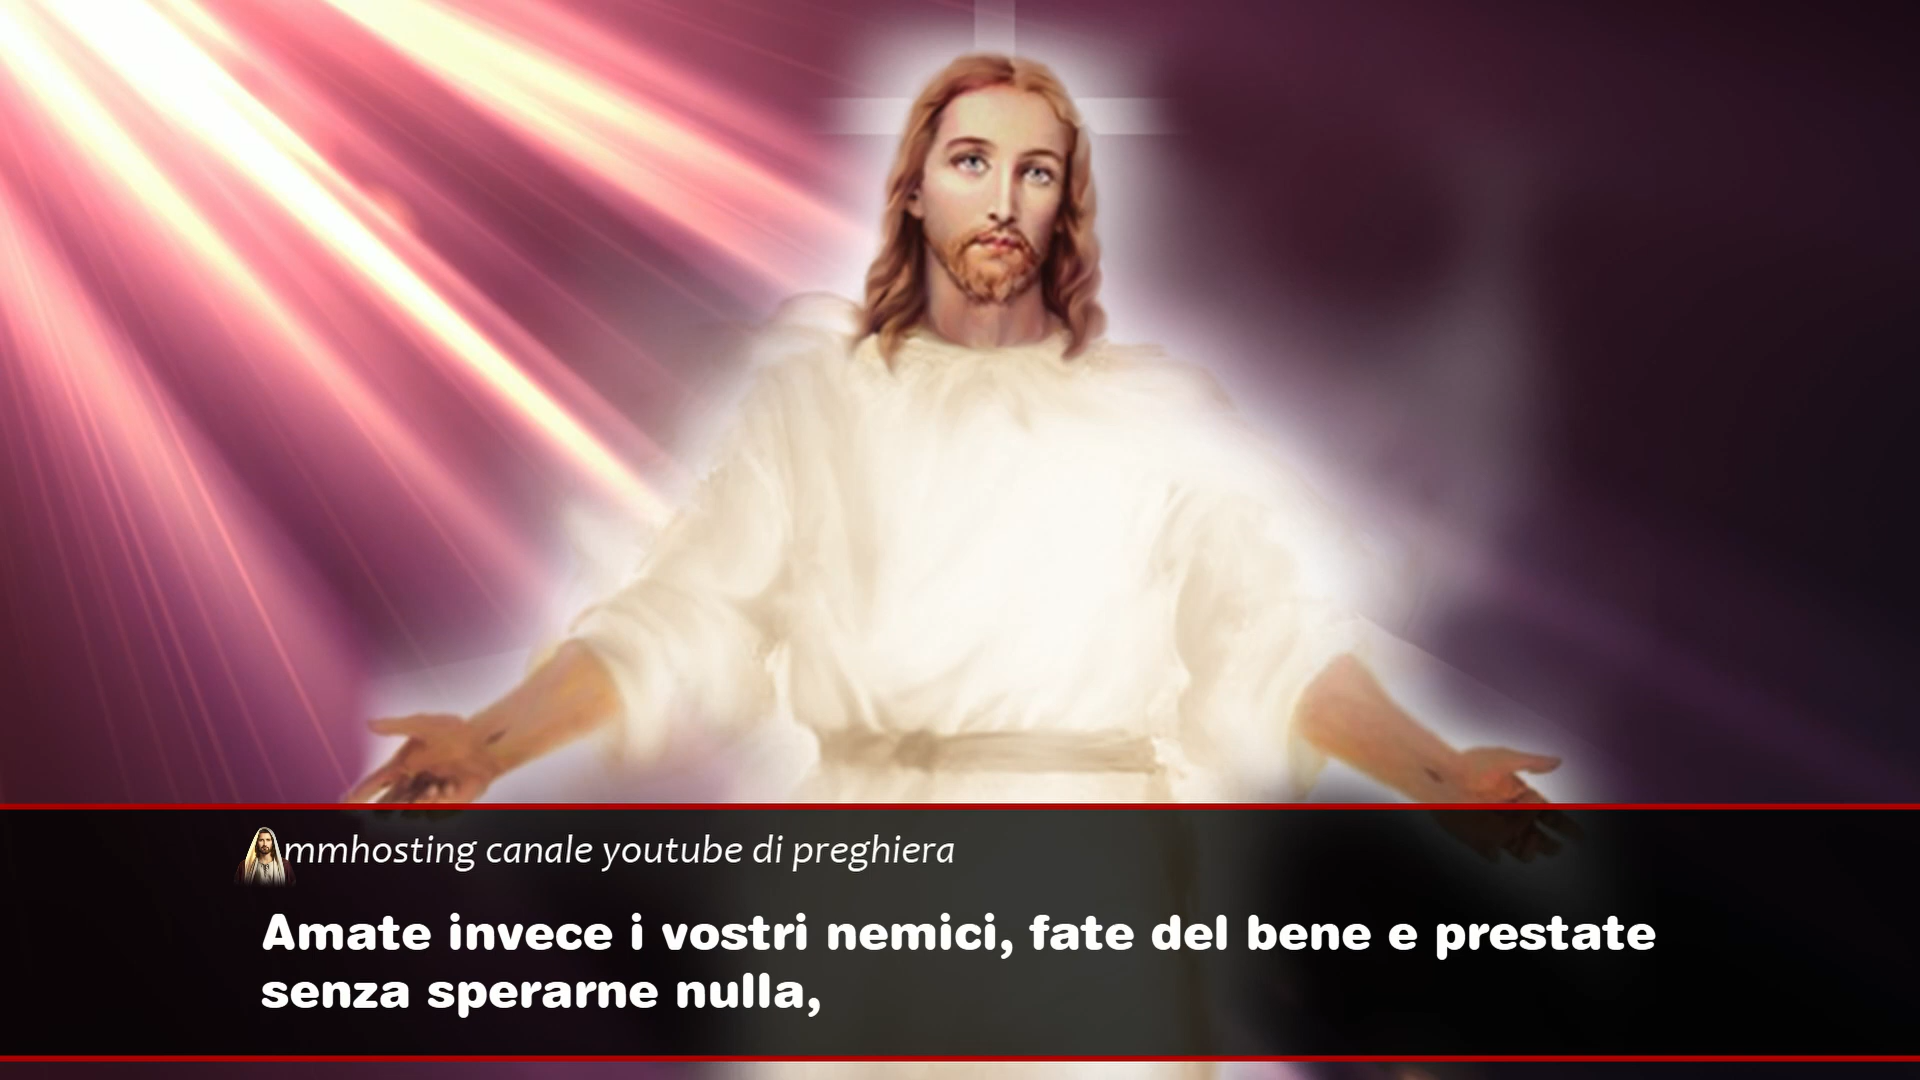 mmhosting canale youtube di preghiera
Amate invece i vostri nemici, fate del bene e prestate
senza sperarne nulla,